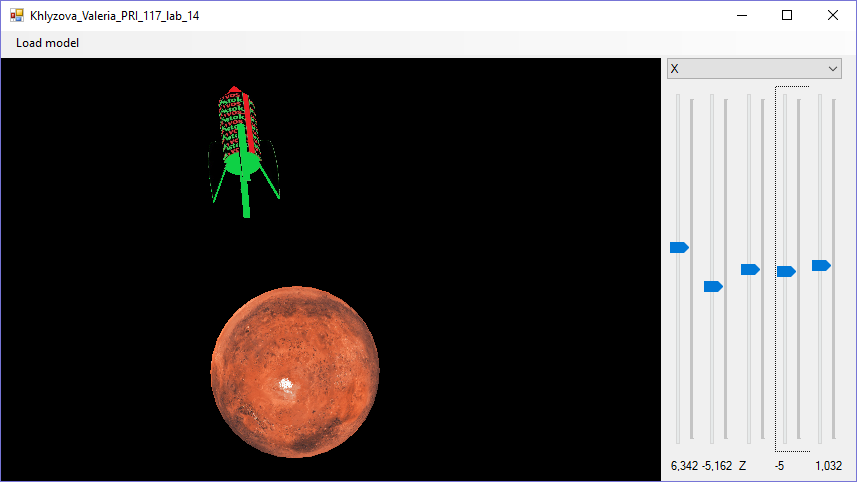 Khlyzova_Valeria_PRI_117_lab_14
Load model
X
6,342 -5,162 Z -5 1,032